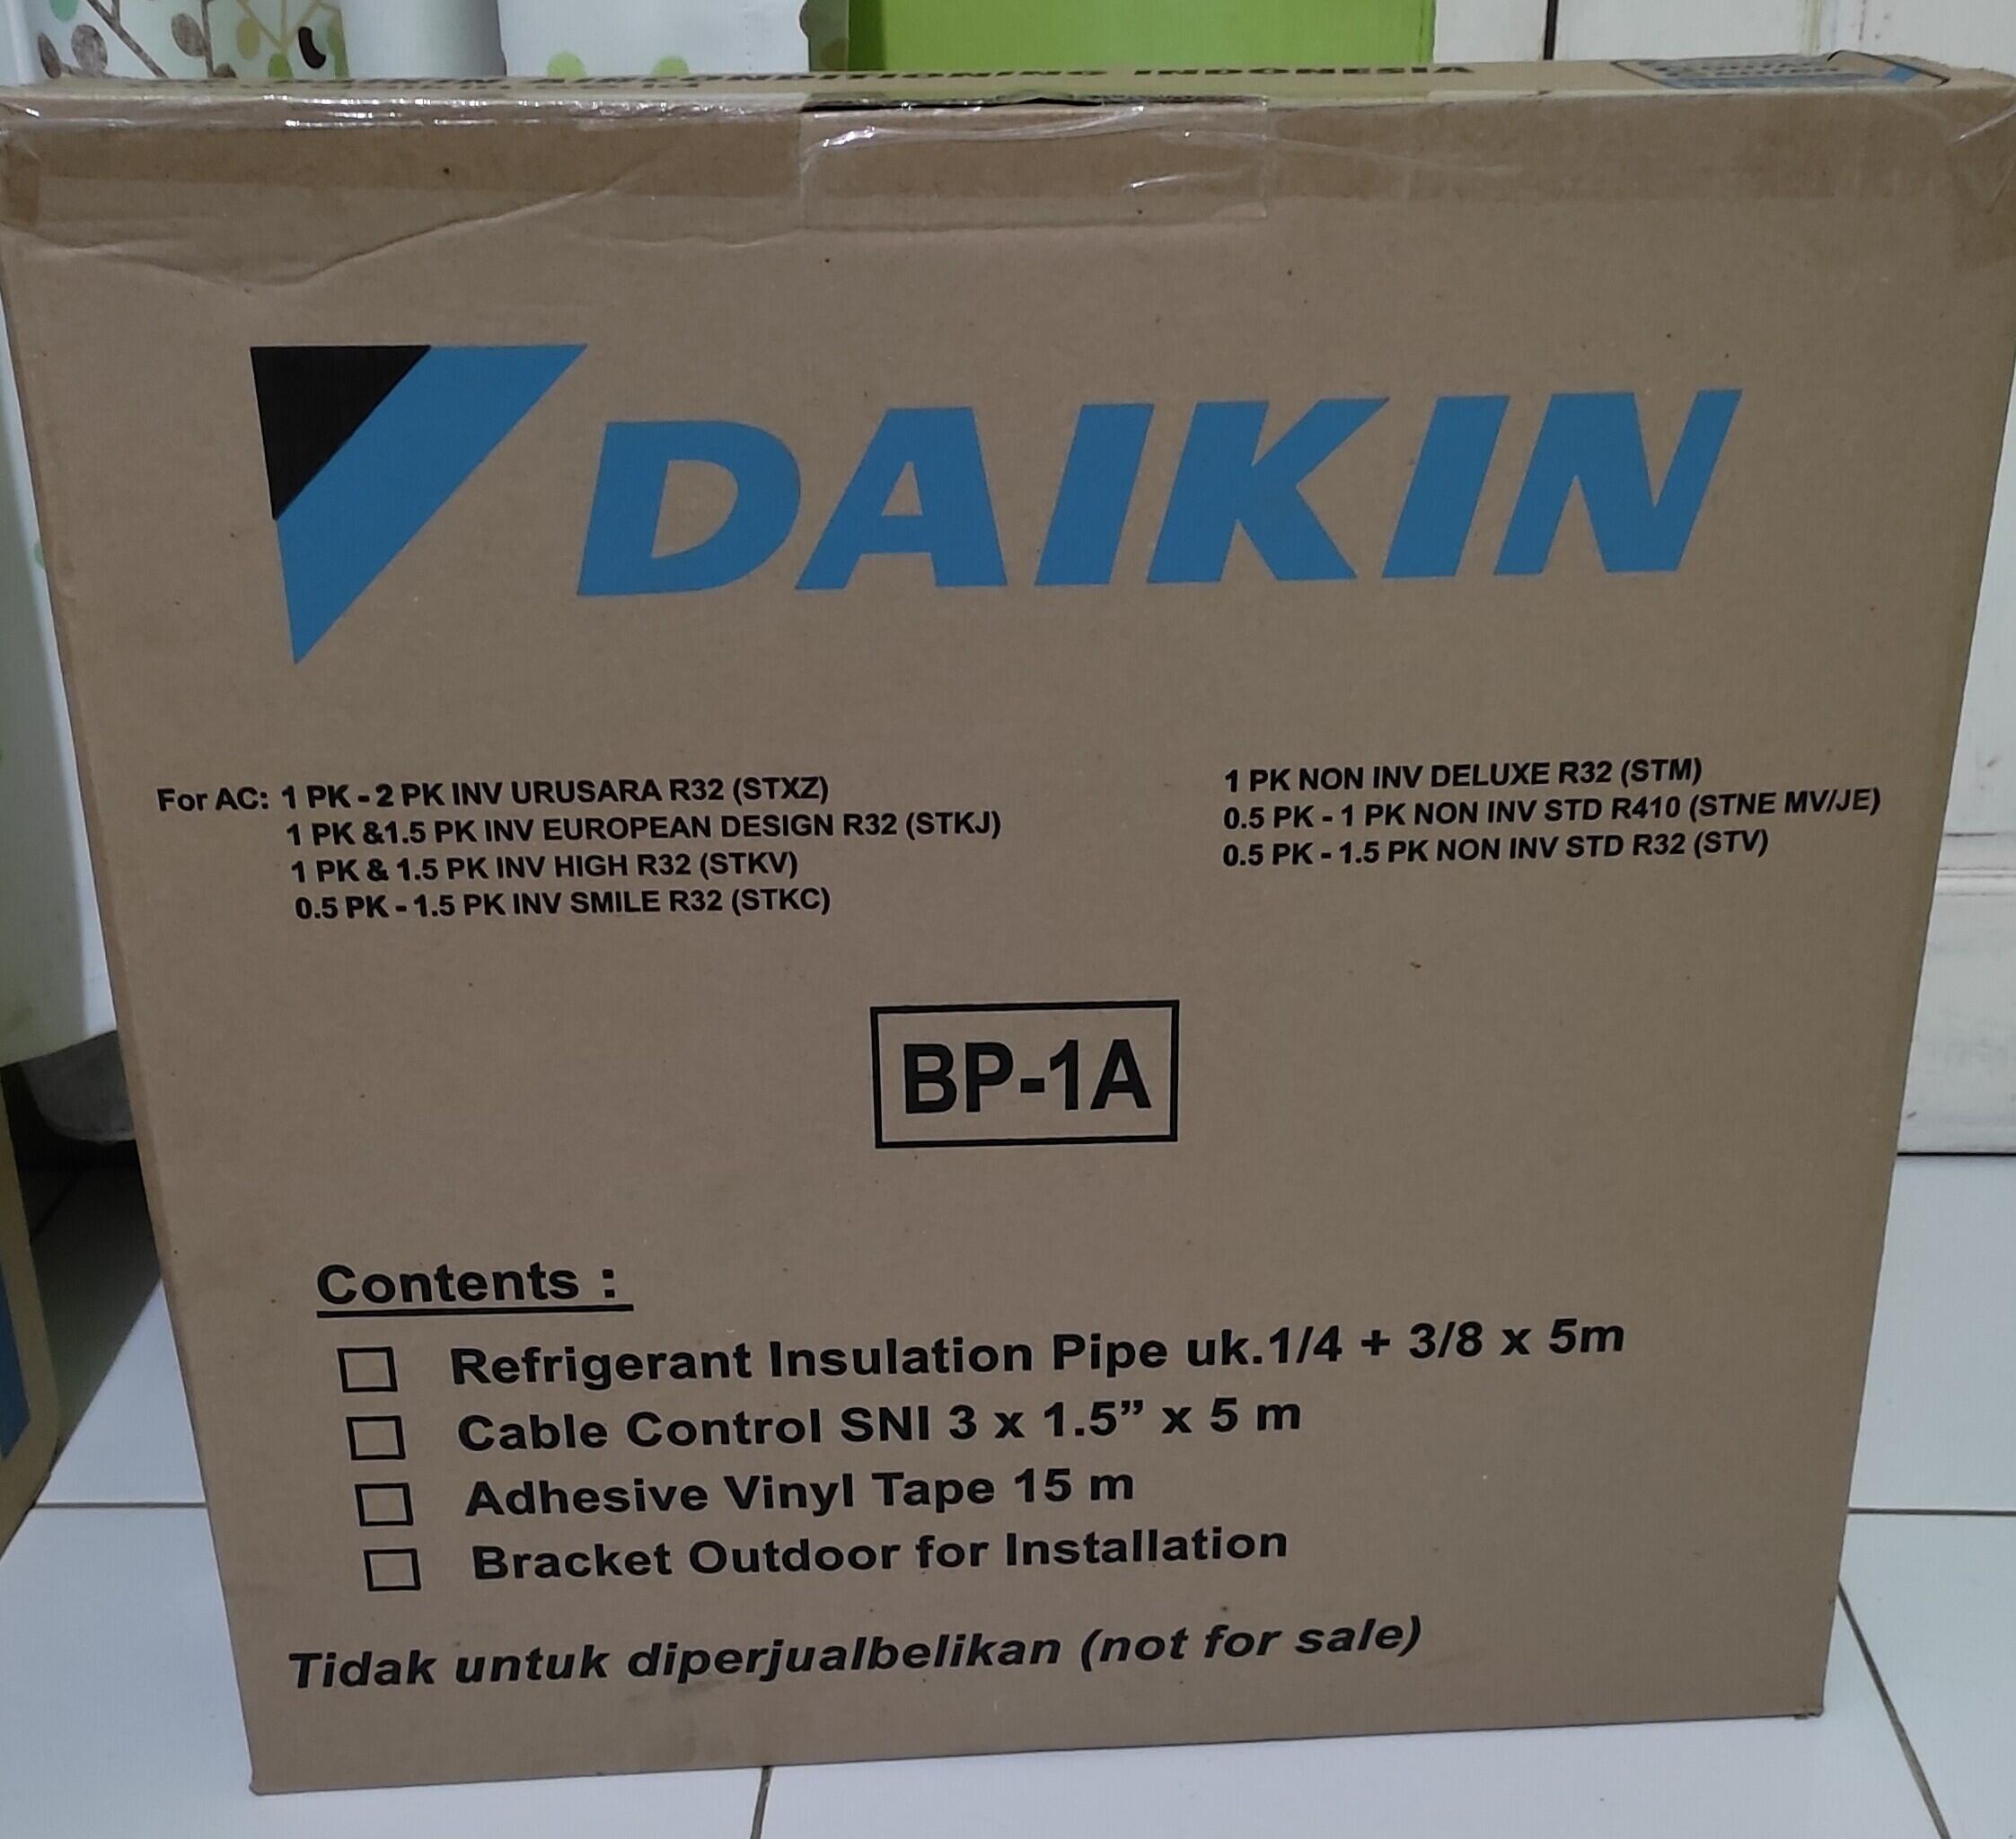 CONDITIONING INDONESIA
DAIKIN
For AC: 1 PK - 2 PK INV URUSARA R32 (STXZ)
1 PK &1.5 PK INV EUROPEAN DESIGN R32 (STKJ)
1 PK & 1.5 PK INV HIGH R32 (STKV)
0.5 PK - 1.5 PK INV SMILE R32 (STKC)
1 PK NON INV DELUXE R32 (STM)
0.5 PK - 1 PK NON INV STD R410 (STNE MV/JE)
0.5 PK - 1.5 PK NON INV STD R32 (STV)
BP-1A
Contents :
Refrigerant Insulation Pipe uk.1/4 + 3/8 x 5m
Cable Control SNI 3 x 1.5” x 5 m
Adhesive Vinyl Tape 15 m
Bracket Outdoor for Installation
Tidak untuk diperjualbelikan (not for sale)